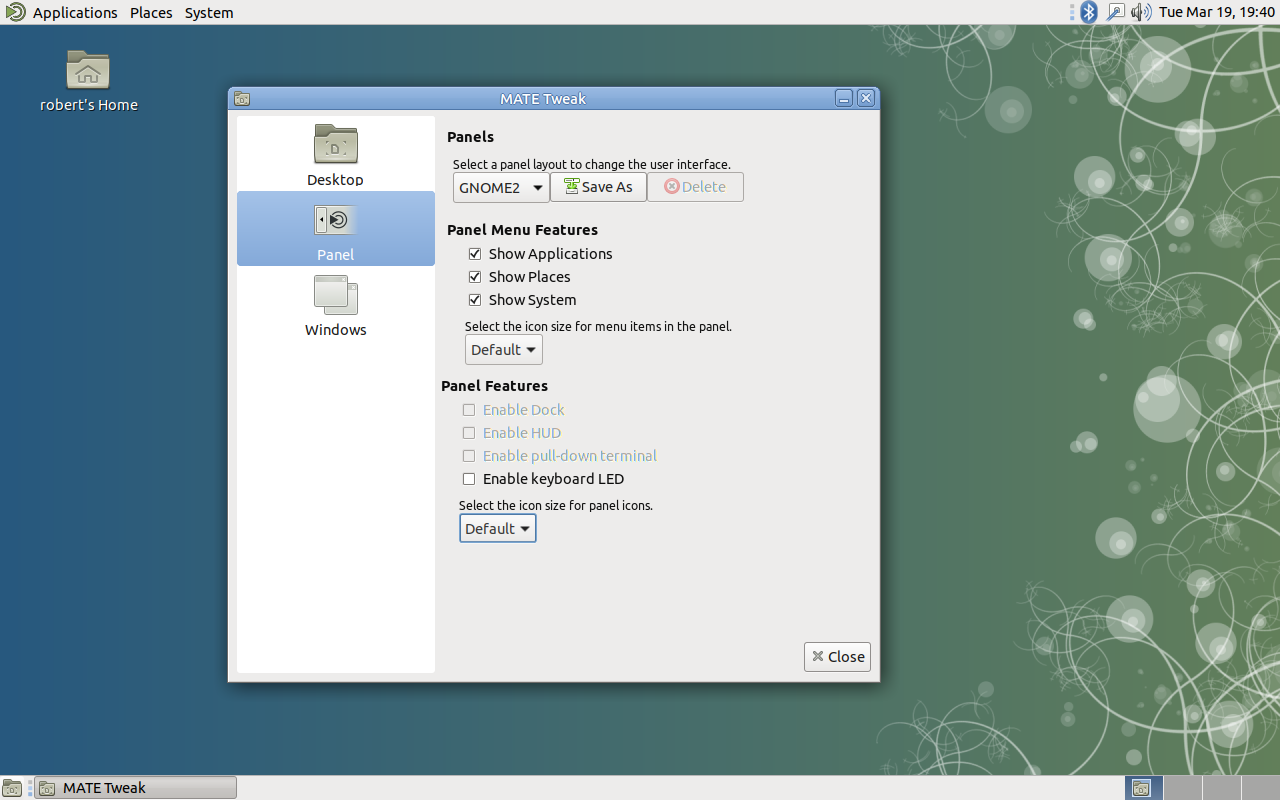 Applications Places System Tue Mar 19, 19:40
robert's Home
MATE Tweak
Desktop
Panel
Windows
Panels
Select a panel layout to change the user interface.
GNOME2 Save As Delete
Panel Menu Features
Show Applications
Show Places
Show System
Select the icon size for menu items in the panel.
Default
Panel Features
Enable Dock
Enable HUD
Enable pull-down terminal
Enable keyboard LED
Select the icon size for panel icons.
Default
Close
MATE Tweak